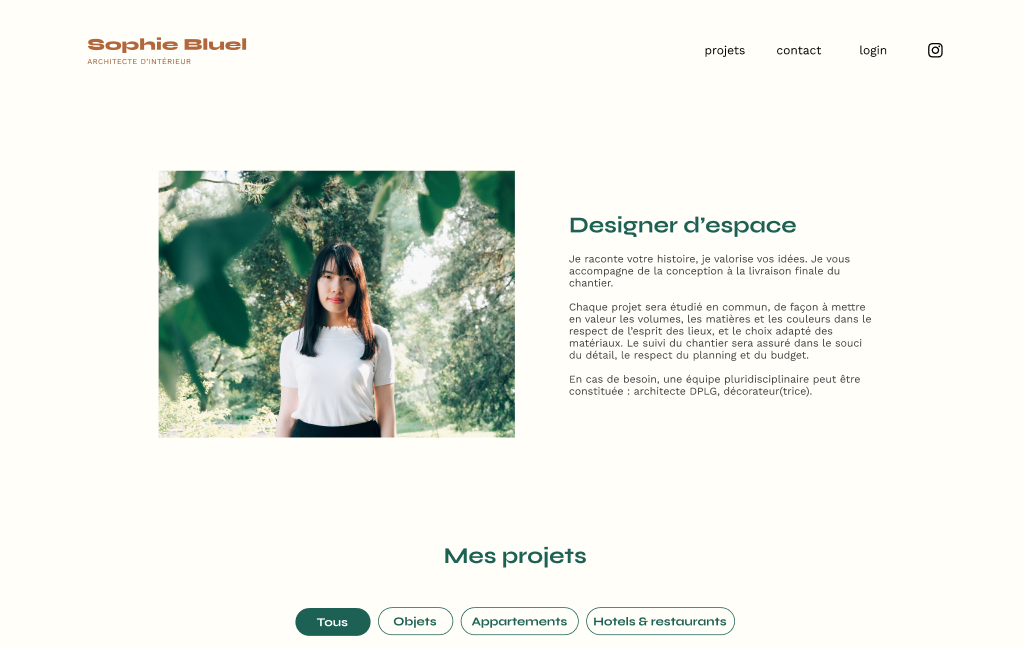 Sophie Bluel
ARCHITECTE D'INTÉRIEUR
projets
contact
login
Designer d’espace
Je raconte votre histoire, je valorise vos idées. Je vous
accompagne de la conception à la livraison finale du
chantier.
Chaque projet sera étudié en commun, de façon à mettre
en valeur les volumes, les matières et les couleurs dans le
respect de l’esprit des lieux, et le choix adapté des
matériaux. Le suivi du chantier sera assuré dans le souci
du détail, le respect du planning et du budget.
En cas de besoin, une équipe pluridisciplinaire peut être
constituée : architecte DPLG, décorateur(trice).
Mes projets
Tous
Objets
Appartements
Hotels & restaurants